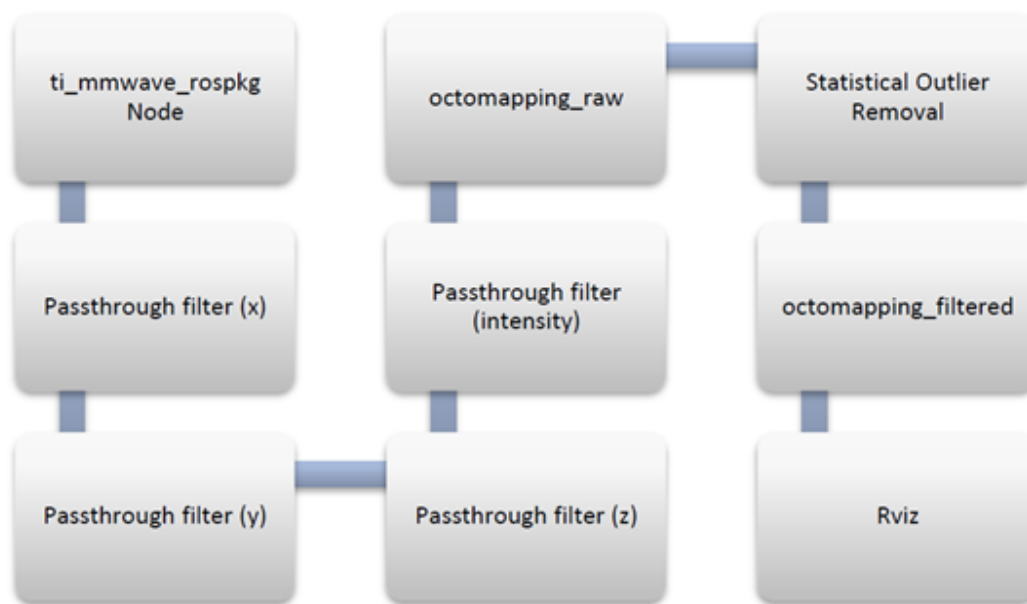 ti_mmwave_rospkg
Node
Passthrough filter (x)
Passthrough filter (y)
Passthrough filter (z)
Passthrough filter
(intensity)
octomapping_raw
Statistical Outlier
Removal
octomapping_filtered
Rviz